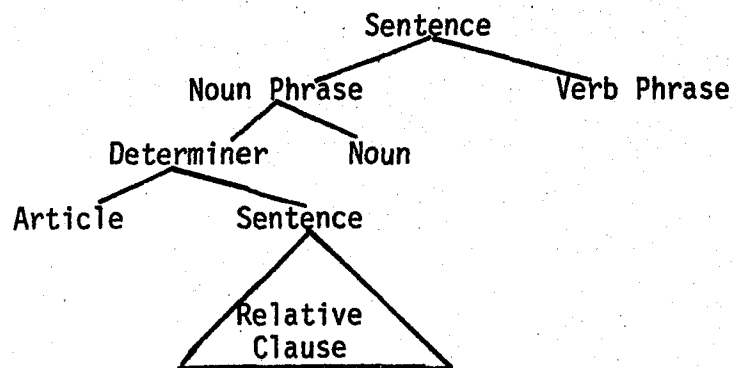 Sentence
Noun Phrase Verb Phrase
Determiner Noun
Article Sentence
Relative
Clause